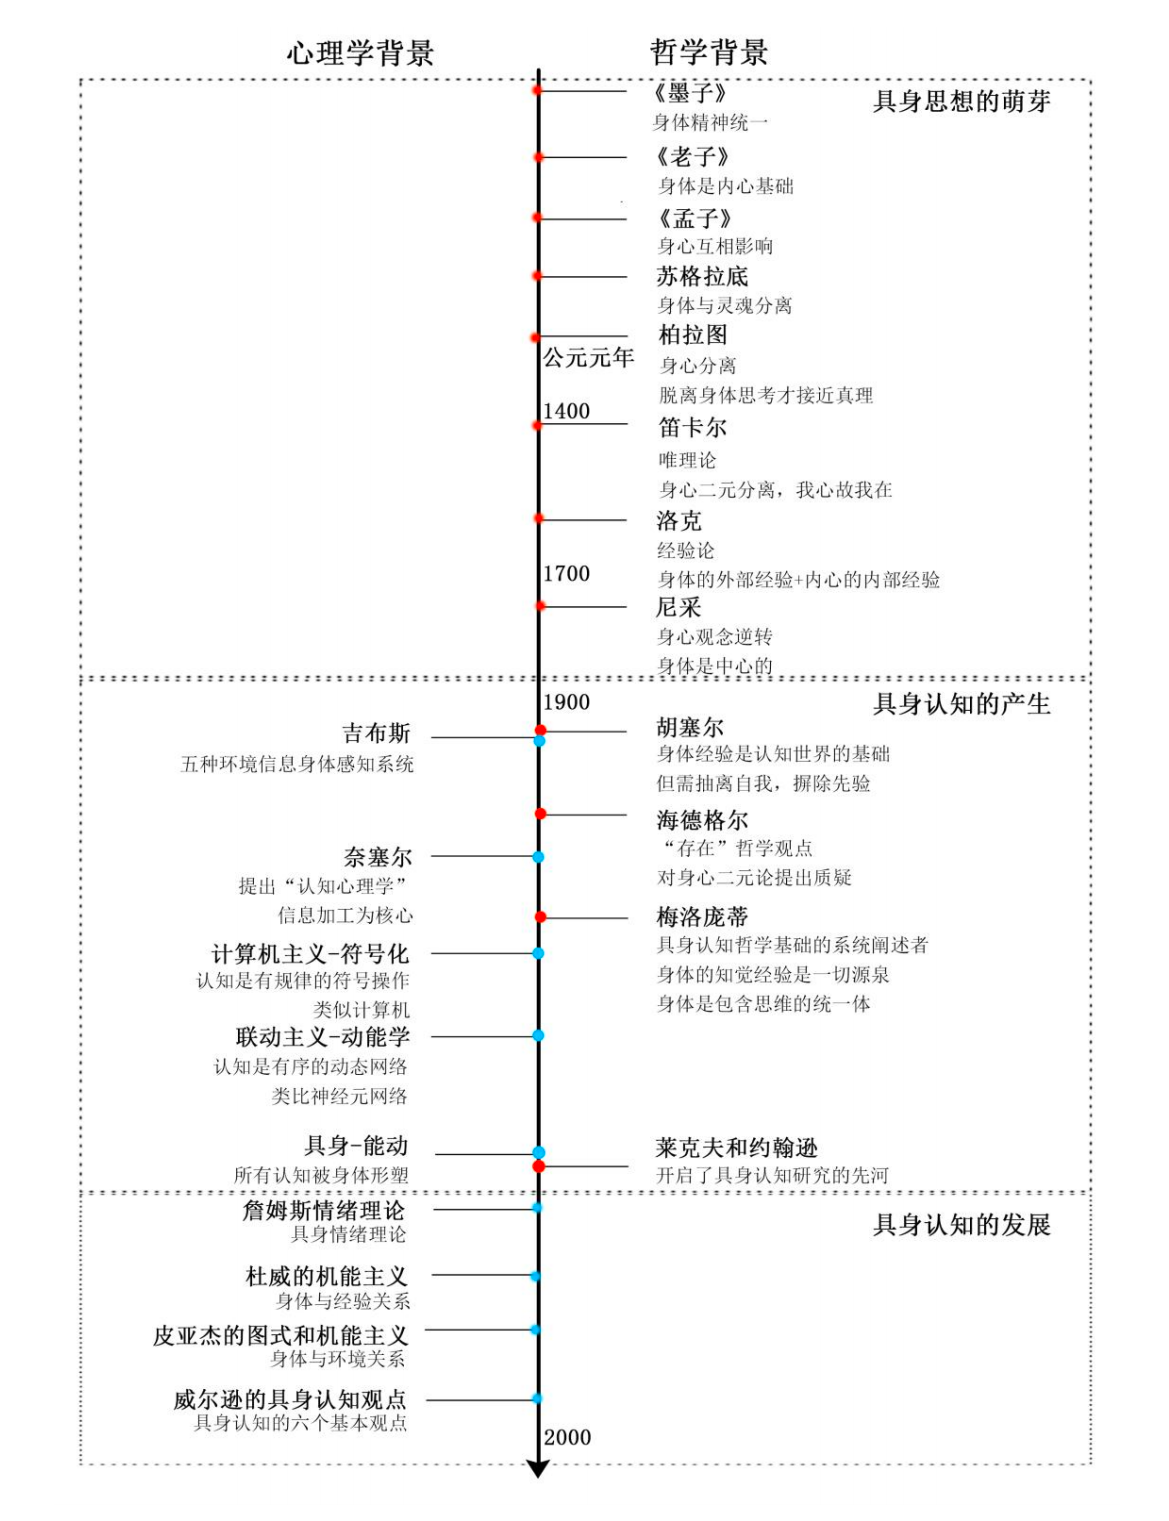 心理学背景
哲学背景
具身思想的萌芽
《墨子》
身体精神统一
《老子》
身体是内心基础
《孟子》
身心互相影响
苏格拉底
身体与灵魂分离
柏拉图
公元元年
身心分离
脱离身体思考才接近真理
1400
笛卡尔
唯理论
身心二元分离，我心故我在
洛克
经验论
1700
身体的外部经验+内心的内部经验
尼采
身心观念逆转
身体是中心的
1900
具身认知的产生
吉布斯
五种环境信息身体感知系统
胡塞尔
身体经验是认知世界的基础
但需抽离自我，摒除先验
海德格尔
“存在”哲学观点
对身心二元论提出质疑
奈塞尔
提出“认知心理学”
信息加工为核心
梅洛庞蒂
具身认知哲学基础的系统阐述者
身体的知觉经验是一切源泉
身体是包含思维的统一体
计算机主义-符号化
认知是有规律的符号操作
类似计算机
联动主义-动能学
认知是有序的动态网络
类比神经元网络
具身-能动
所有认知被身体形塑
莱克夫和约翰逊
开启了具身认知研究的先河
具身认知的发展
詹姆斯情绪理论
具身情绪理论
杜威的机能主义
身体与经验关系
皮亚杰的图式和机能主义
身体与环境关系
威尔逊的具身认知观点
具身认知的六个基本观点
2000